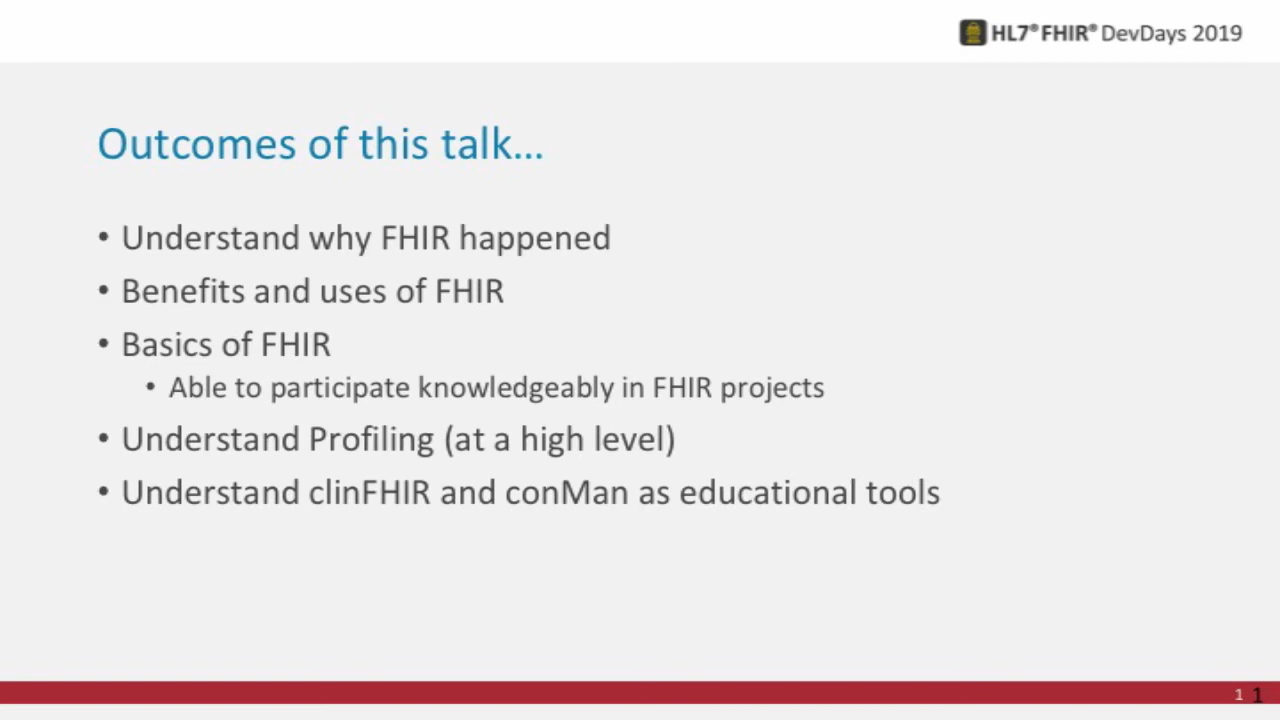 HL7® FHIR® DevDays 2019
Outcomes of this talk...
• Understand why FHIR happened
• Benefits and uses of FHIR
• Basics of FHIR
• Able to participate knowledgeably in FHIR projects
• Understand Profiling (at a high level)
• Understand clinFHIR and conMan as educational tools
1 1